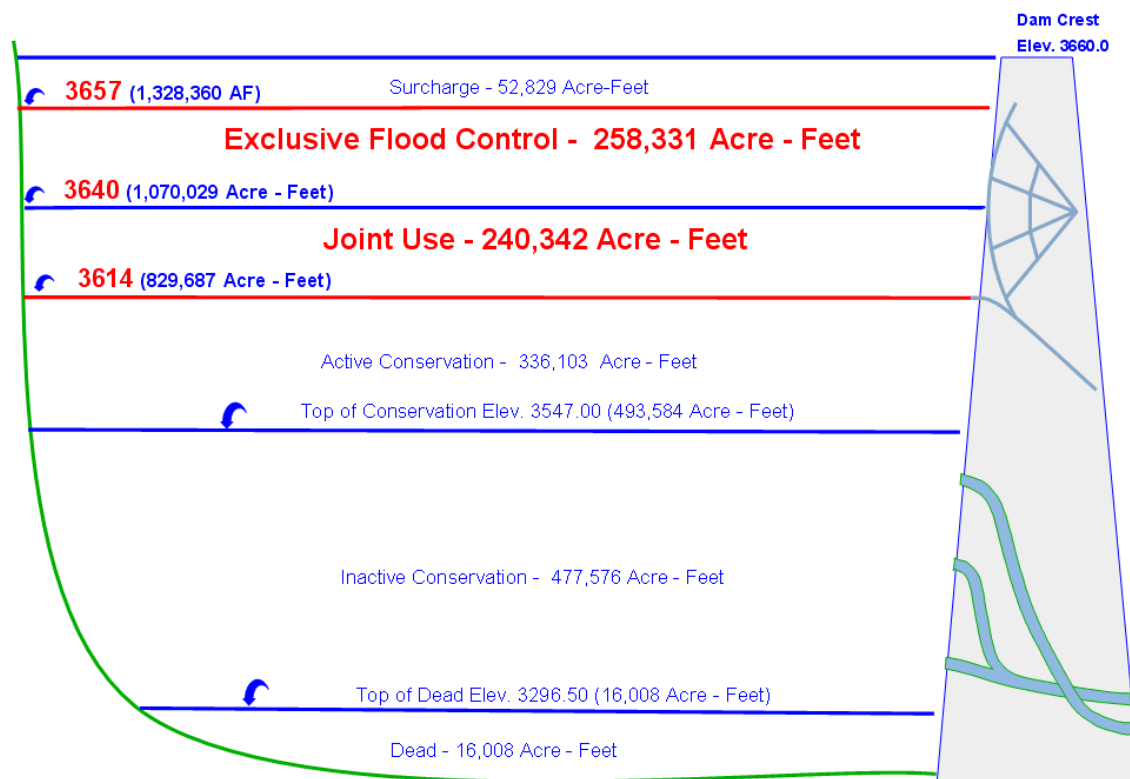 Dam Crest
Elev. 3660.0
3657 (1,328,360 AF)
Surcharge - 52,829 Acre-Feet
Exclusive Flood Control - 258,331 Acre - Feet
3640 (1,070,029 Acre - Feet)
Joint Use - 240,342 Acre - Feet
3614 (829,687 Acre - Feet)
Active Conservation - 336,103 Acre - Feet
Top of Conservation Elev. 3547.00 (493,584 Acre - Feet)
Inactive Conservation - 477,576 Acre - Feet
Top of Dead Elev. 3296.50 (16,008 Acre - Feet)
Dead - 16,008 Acre - Feet